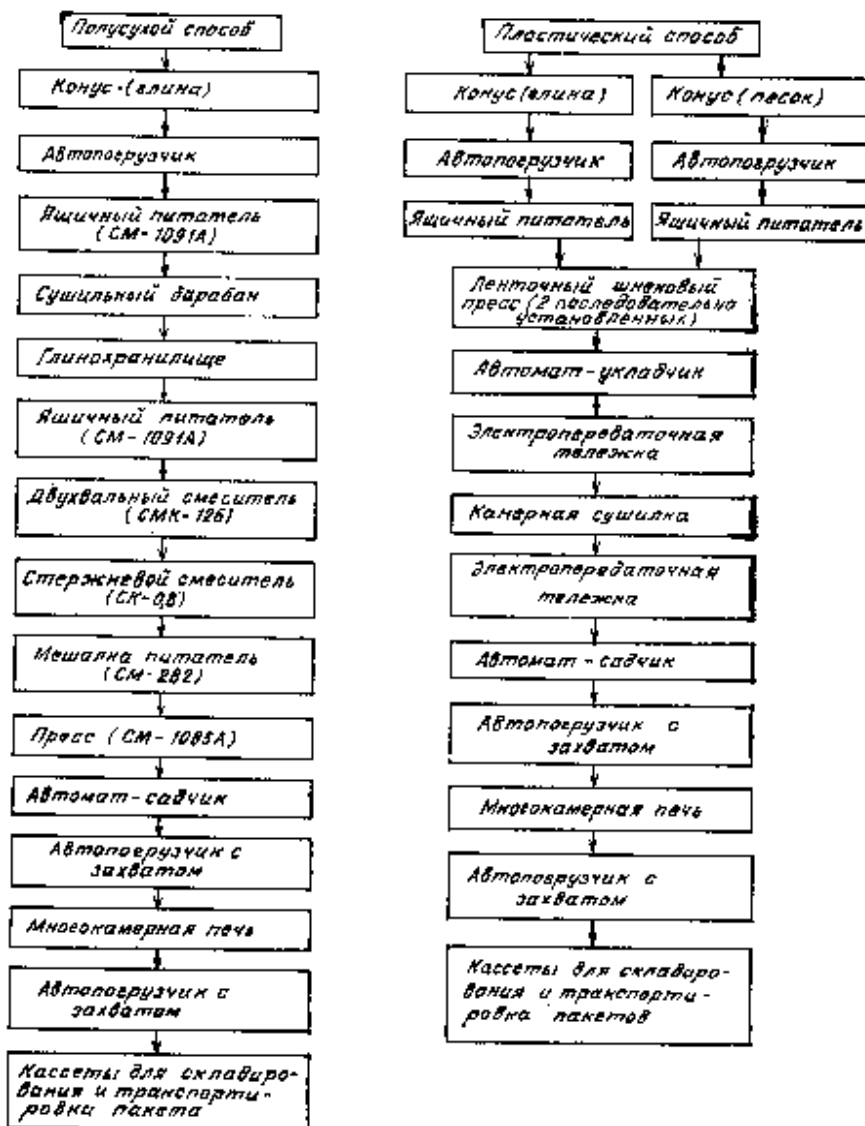 Полусухой способ
Конус-(глина)
Автопогрузчик
Ящичный питатель
(СМ-1091А)
Сушильный барабан
Глинохранилище
Яшичный питатель
(СМ-1091А)
Двухвальный смеситель
(СМК-126)
Стержневой смеситель
(СК-0,8)
Мешалка питатель
(СМ-282)
Пресс (СМ-1085А)
Автомат-садчик
Автопогрузчик с
захватом
Многокамерная печь
Автопогрузчик с
захватом
Кассеты для складиро-
вания и транспорти-
ровки пакета
Пластический способ
Конус(глина)
Конус(песок)
Автопогрузчик
Автопогрузчик
Ящичный питатель
Ящичный питатель
Ленточный шнековый
пресс(2 последовательно
установленных)
Автомат-укладчик
Электропередаточная
тележка
Камерная сушилка
Электропередаточная
тележка
Автомат-садчик
Автопогрузчик с
захватом
Многокамерная печь
Автопогрузчик с
захватом
Кассеты для складиро-
вания и транспорти-
ровка пакетов